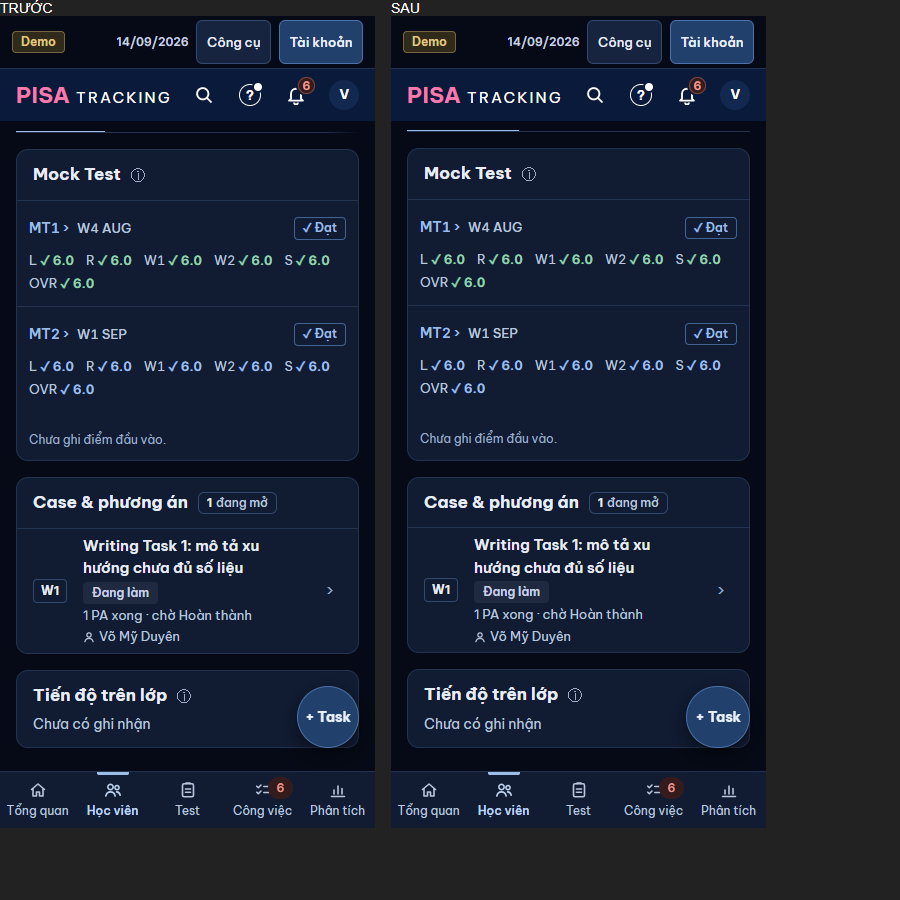 TRƯỚC
Demo 14/09/2026 Công cụ Tài khoản
PISA TRACKING ? 6 V
Mock Test
MT1 › W4 AUG ✓ Đạt
L ✓ 6.0 R ✓ 6.0 W1 ✓ 6.0 W2 ✓ 6.0 S ✓ 6.0
OVR ✓ 6.0
MT2 › W1 SEP ✓ Đạt
L ✓ 6.0 R ✓ 6.0 W1 ✓ 6.0 W2 ✓ 6.0 S ✓ 6.0
OVR ✓ 6.0
Chưa ghi điểm đầu vào.
Case & phương án 1 đang mở
Writing Task 1: mô tả xu
hướng chưa đủ số liệu
W1 Đang làm
1 PA xong · chờ Hoàn thành
Võ Mỹ Duyên
Tiến độ trên lớp
Chưa có ghi nhận
+ Task
Tổng quan Học viên Test Công việc 6 Phân tích
SAU
Demo 14/09/2026 Công cụ Tài khoản
PISA TRACKING ? 6 V
Mock Test
MT1 › W4 AUG ✓ Đạt
L ✓ 6.0 R ✓ 6.0 W1 ✓ 6.0 W2 ✓ 6.0 S ✓ 6.0
OVR ✓ 6.0
MT2 › W1 SEP ✓ Đạt
L ✓ 6.0 R ✓ 6.0 W1 ✓ 6.0 W2 ✓ 6.0 S ✓ 6.0
OVR ✓ 6.0
Chưa ghi điểm đầu vào.
Case & phương án 1 đang mở
Writing Task 1: mô tả xu
hướng chưa đủ số liệu
W1 Đang làm
1 PA xong · chờ Hoàn thành
Võ Mỹ Duyên
Tiến độ trên lớp
Chưa có ghi nhận
+ Task
Tổng quan Học viên Test Công việc 6 Phân tích